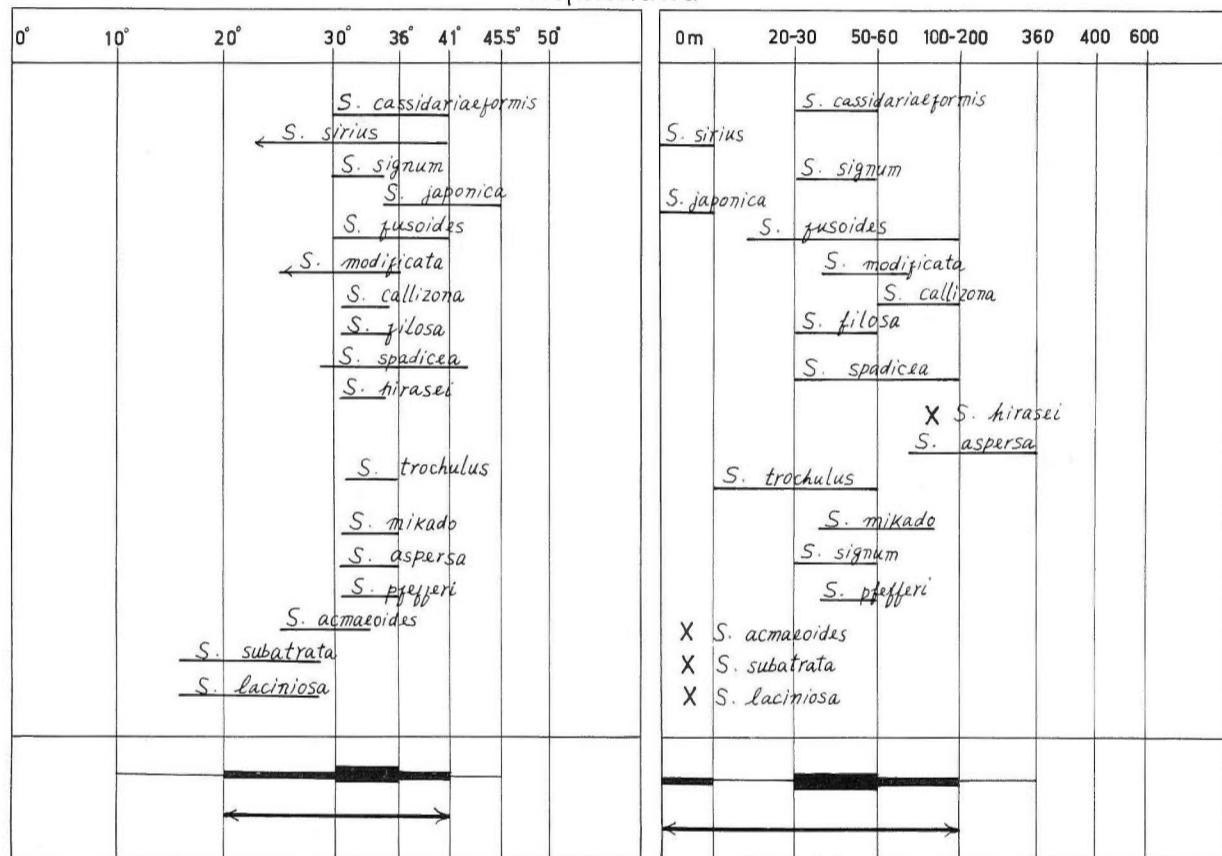 0° 10° 20° 30° 36° 41° 45.5° 50°
S. cassidariaeformis
S. sirius
S. signum
S. japonica
S. fusoides
S. modificata
S. callizona
S. filosa
S. spadicea
S. hirasei
S. trochulus
S. mikado
S. aspersa
S. pfefferi
S. acmaeoides
S. subatrata
S. laciniosa
0m 20-30 50-60 100-200 360 400 600
S. cassidariaeformis
S. sirius
S. signum
S. japonica
S. fusoides
S. modificata
S. callizona
S. filosa
S. spadicea
X S. hirasei
S. aspersa
S. trochulus
S. mikado
S. signum
S. pfefferi
X S. acmaeoides
X S. subatrata
X S. laciniosa